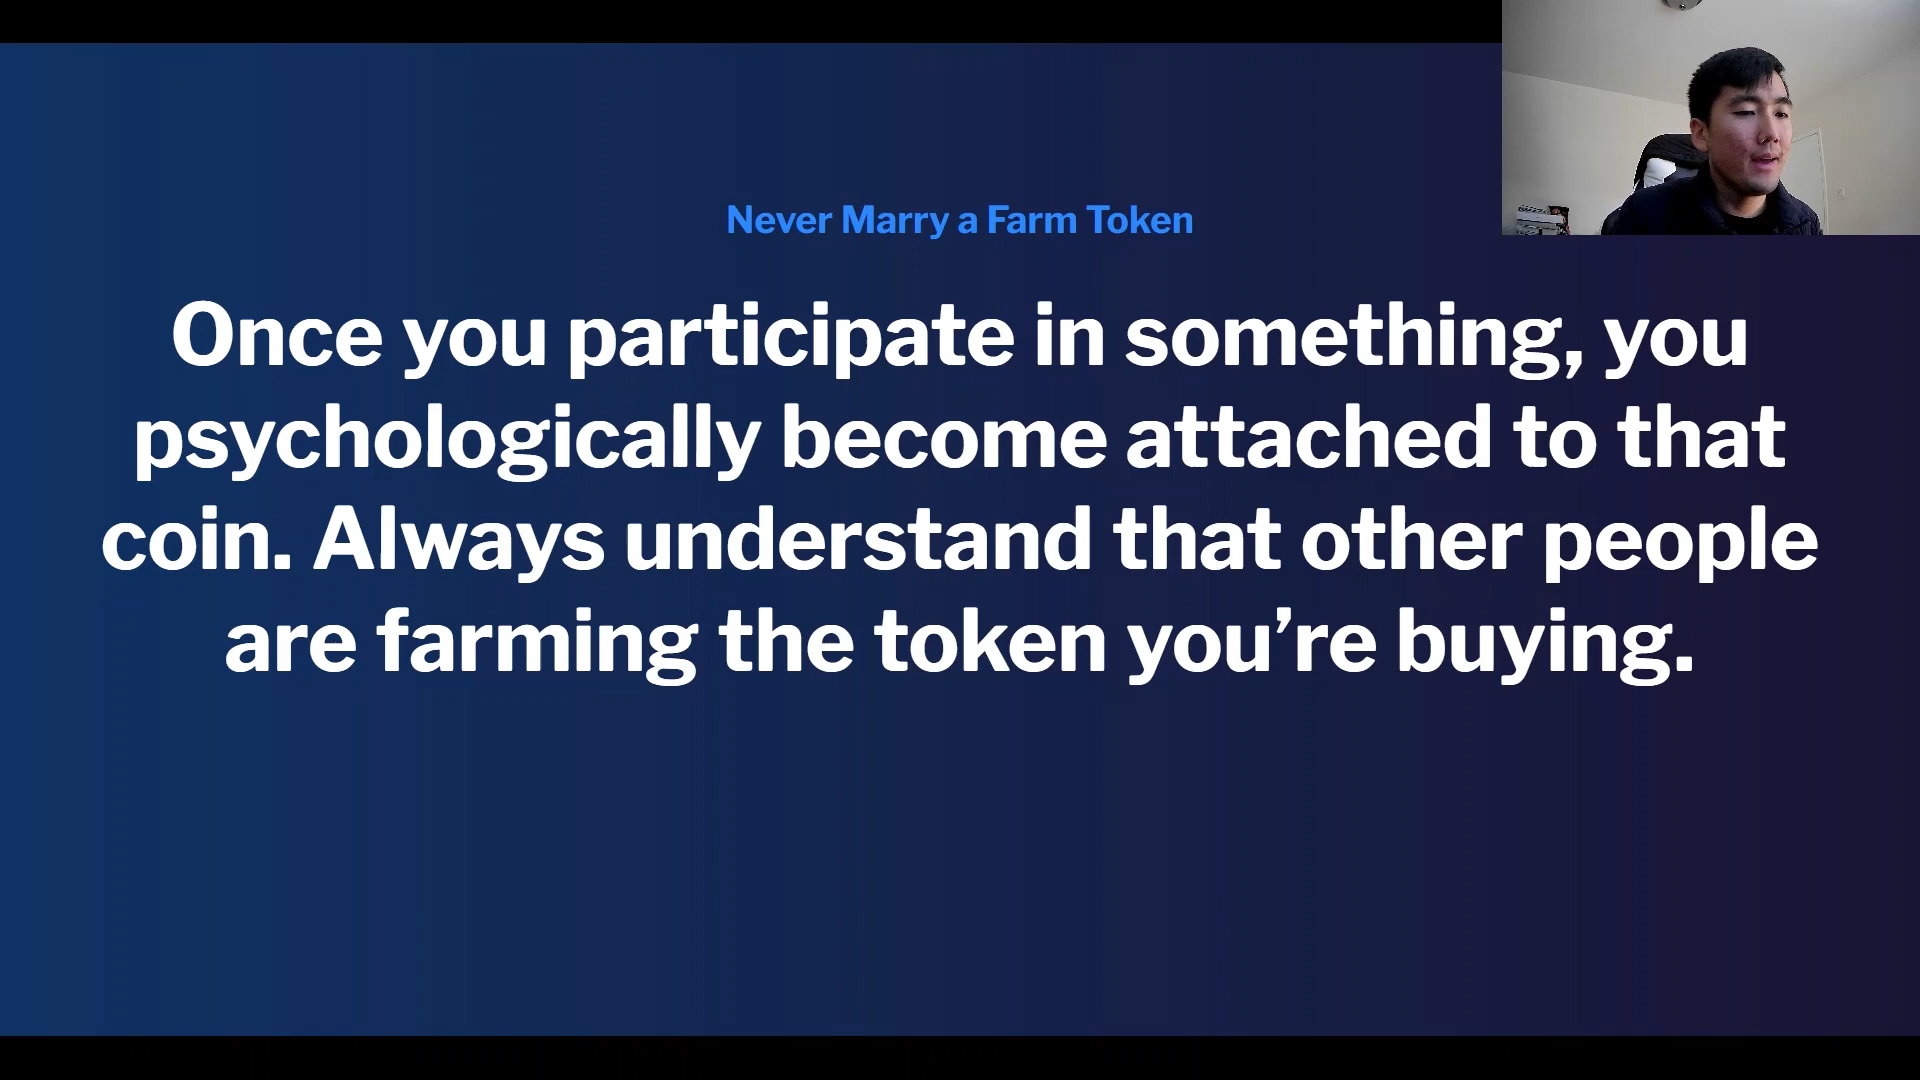 Never Marry a Farm Token
Once you participate in something, you
psychologically become attached to that
coin. Always understand that other people
are farming the token you’re buying.